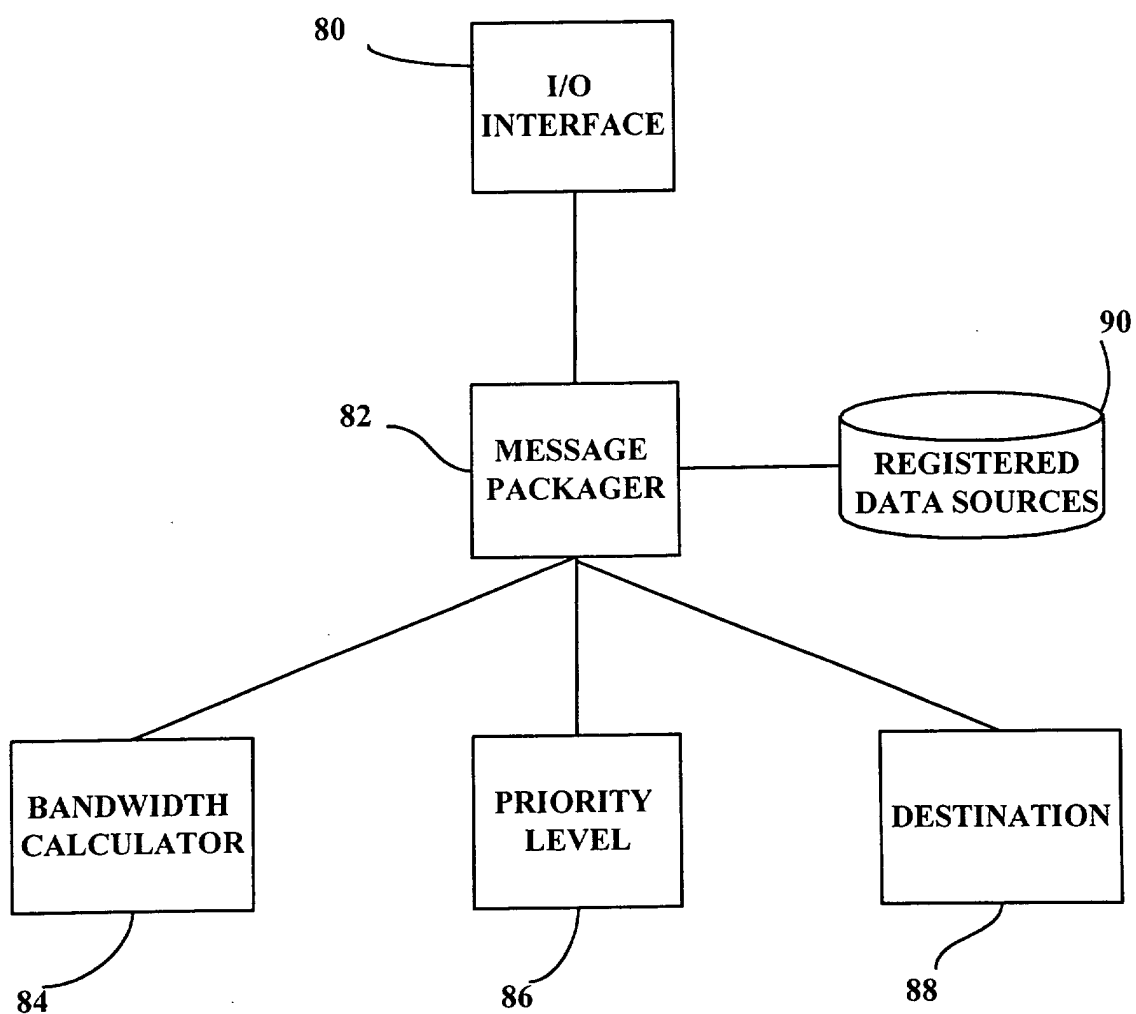 80
I/O
INTERFACE
90
82
MESSAGE
PACKAGER
REGISTERED
DATA SOURCES
BANDWIDTH
CALCULATOR
PRIORITY
LEVEL
DESTINATION
84
86
88